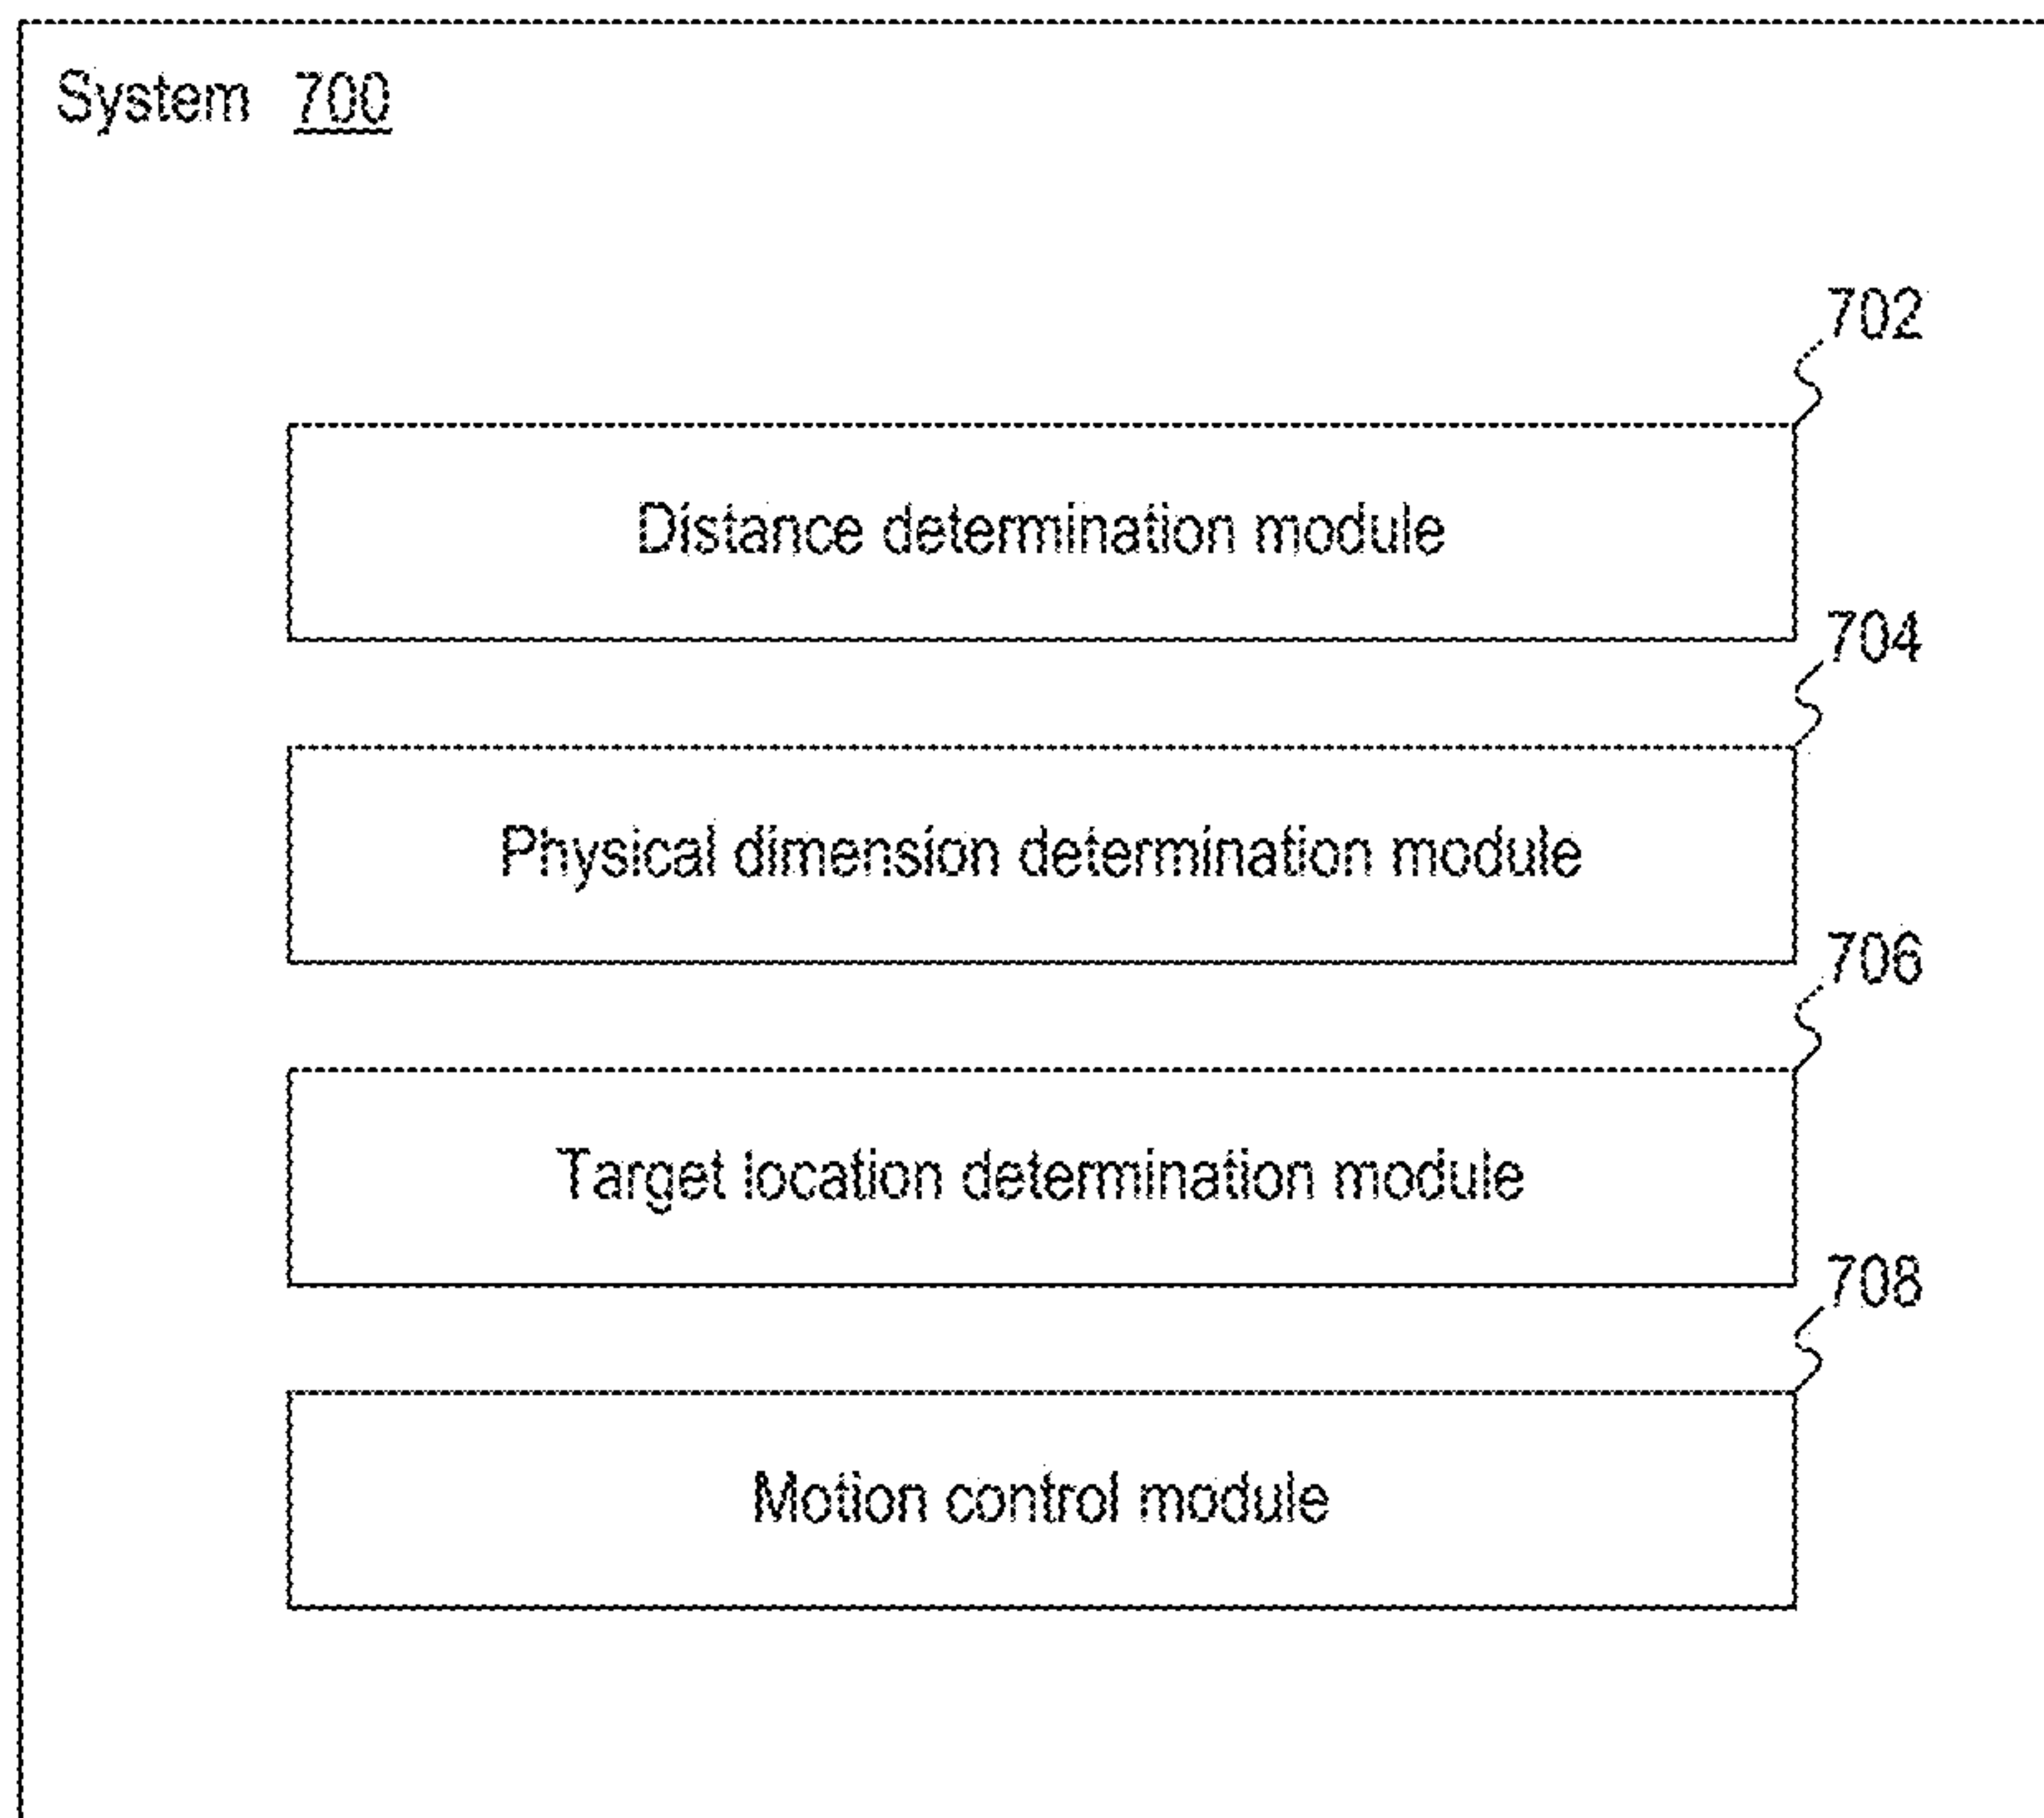 System 700
702
Distance determination module
704
Physical dimension determination module
706
Target location determination module
708
Motion control module